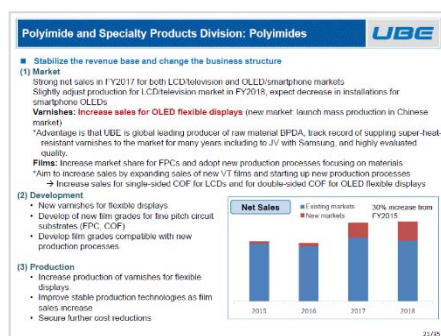 Polyimide and Specialty Products Division: Polyimides
UBE
■ Stabilize the revenue base and change the business structure
(1) Market
Strong net sales in FY2017 for both LCD/television and OLED/smartphone markets
Slightly adjust production for LCD/television market in FY2018, expect decrease in installations for
smartphone OLEDs
Varnishes: Increase sales for OLED flexible displays (new market: launch mass production in Chinese
market)
*Advantage is that UBE is global leading producer of raw material BPDA, track record of suppling super-heat-
resistant varnishes to the market for many years including to JV with Samsung, and highly evaluated
quality.
Films: Increase market share for FPCs and adopt new production processes focusing on materials
*Aim to increase sales by expanding sales of new VT films and starting up new production processes
→ Increase sales for single-sided COF for LCDs and for double-sided COF for OLED flexible displays
(2) Development
• New varnishes for flexible displays
• Develop of new film grades for fine pitch circuit
substrates (FPC, COF)
• Develop film grades compatible with new
production processes
(3) Production
• Increase production of varnishes for flexible
displays
• Improve stable production technologies as film
sales increase
• Secure further cost reductions
Net Sales
■ Existing markets
■ New markets
30% increase from
FY2015
2015 2016 2017 2018
21/35